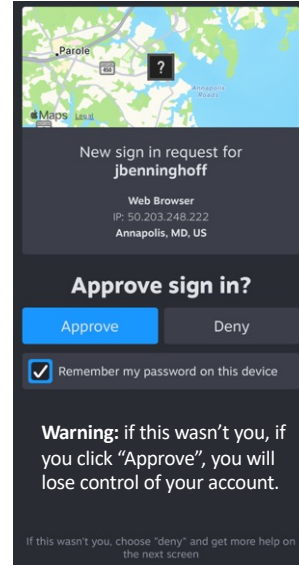 Parole
450
?
Annapolis
Roads
Maps Legal
New sign in request for
jbenninghoff
Web Browser
IP: 50.203.248.222
Annapolis, MD, US
Approve sign in?
Approve Deny
Remember my password on this device
Warning: if this wasn’t you, if
you click “Approve”, you will
lose control of your account.
If this wasn't you, choose "deny" and get more help on
the next screen